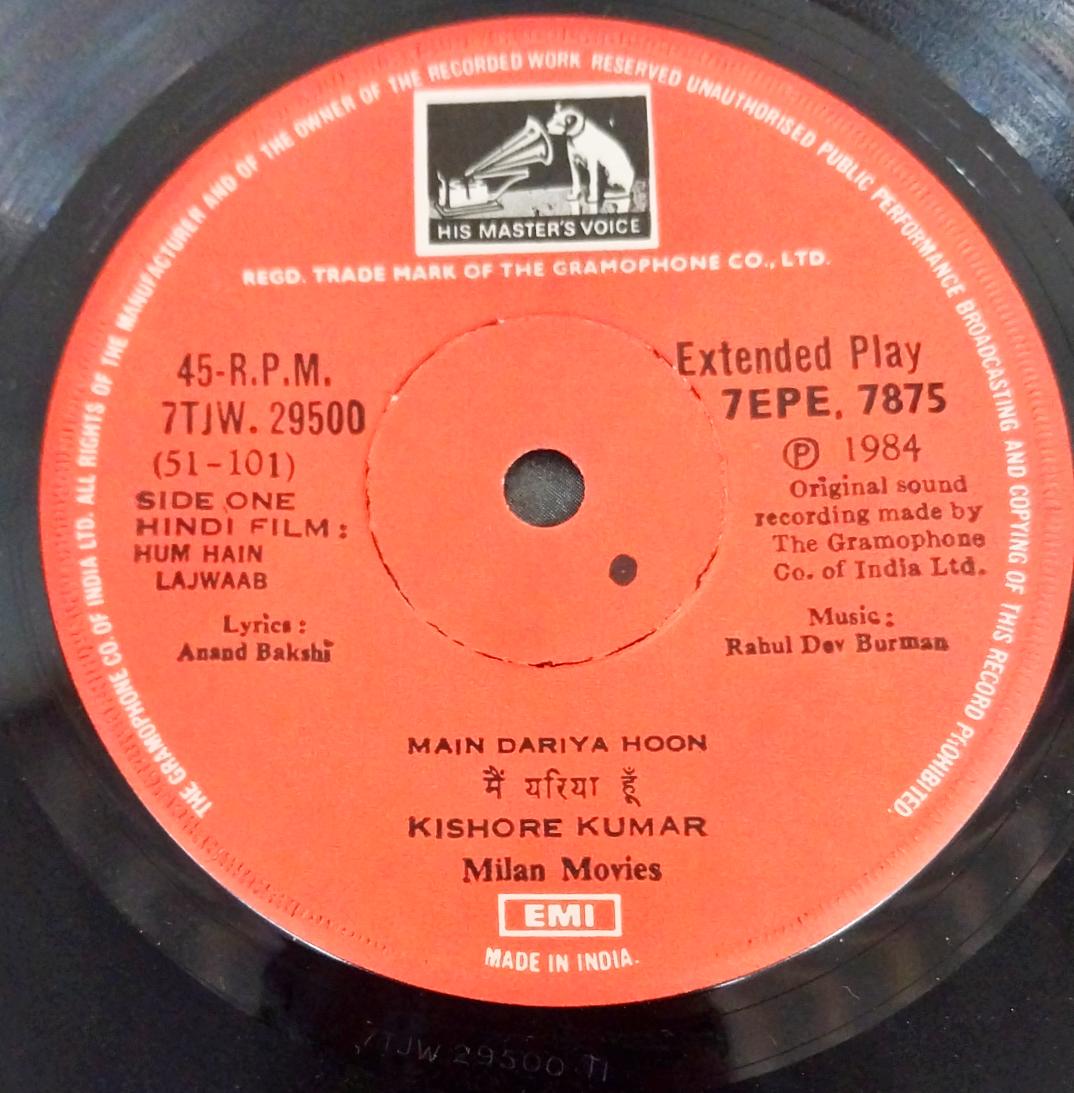 THE GRAMOPHONE CO. OF INDIA LTD. ALL RIGHTS OF THE MANUFACTURER AND OF THE OWNER OF THE RECORDED WORK RESERVED UNAUTHORISED PUBLIC PERFORMANCE BROADCASTING AND COPYING OF THIS RECORD PROHIBITED.
HIS MASTER'S VOICE
REGD. TRADE MARK OF THE GRAMOPHONE CO., LTD.
45-R.P.M.
7TJW. 29500
(51-101)
SIDE ONE
HINDI FILM :
HUM HAIN
LAJWAAB
Lyrics :
Anand Bakshi
Extended Play
7EPE. 7875
Ⓟ 1984
Original sound
recording made by
The Gramophone
Co. of India Ltd.
Music :
Rahul Dev Burman
MAIN DARIYA HOON
मैं यरिया हूँ
KISHORE KUMAR
Milan Movies
EMI
MADE IN INDIA.
7TJW 29500 T1